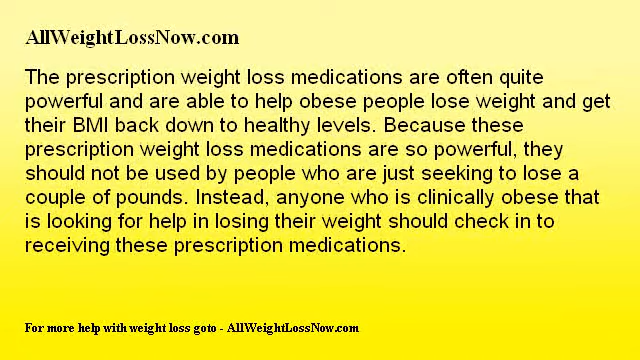 AllWeightLossNow.com
The prescription weight loss medications are often quite
powerful and are able to help obese people lose weight and get
their BMI back down to healthy levels. Because these
prescription weight loss medications are so powerful, they
should not be used by people who are just seeking to lose a
couple of pounds. Instead, anyone who is clinically obese that
is looking for help in losing their weight should check in to
receiving these prescription medications.
For more help with weight loss goto - AllWeightLossNow.com